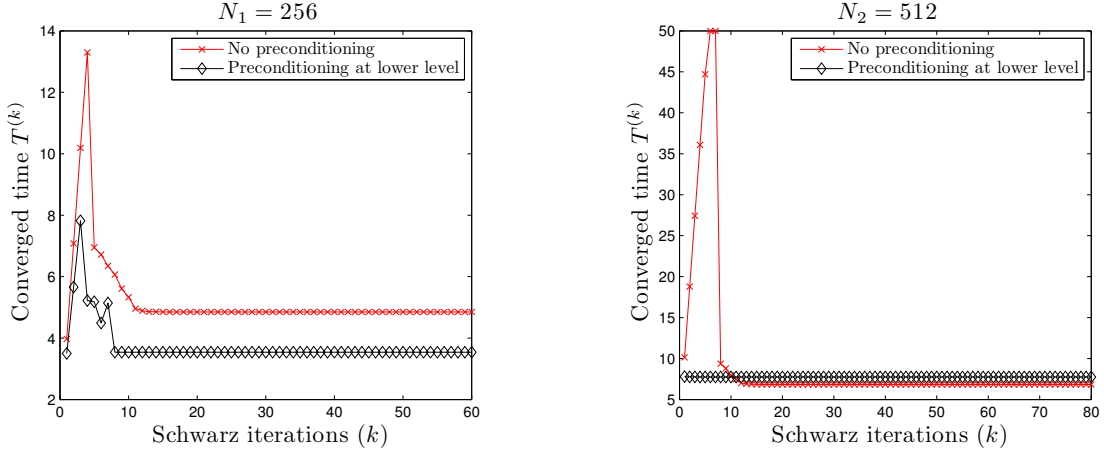 N₁ = 256
No preconditioning
Preconditioning at lower level
Converged time T⁽ᵏ⁾
14
12
10
8
6
4
2
0 10 20 30 40 50 60
Schwarz iterations (k)
N₂ = 512
No preconditioning
Preconditioning at lower level
Converged time T⁽ᵏ⁾
50
45
40
35
30
25
20
15
10
5
0 10 20 30 40 50 60 70 80
Schwarz iterations (k)